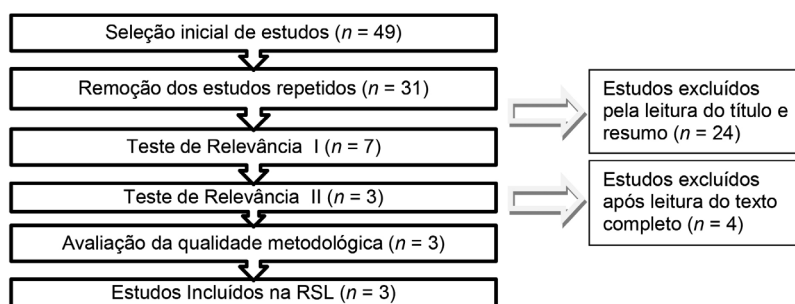 Seleção inicial de estudos (n = 49)
Remoção dos estudos repetidos (n = 31)
Estudos excluídos
pela leitura do título e
resumo (n = 24)
Teste de Relevância I (n = 7)
Teste de Relevância II (n = 3)
Estudos excluídos
após leitura do texto
completo (n = 4)
Avaliação da qualidade metodológica (n = 3)
Estudos Incluídos na RSL (n = 3)